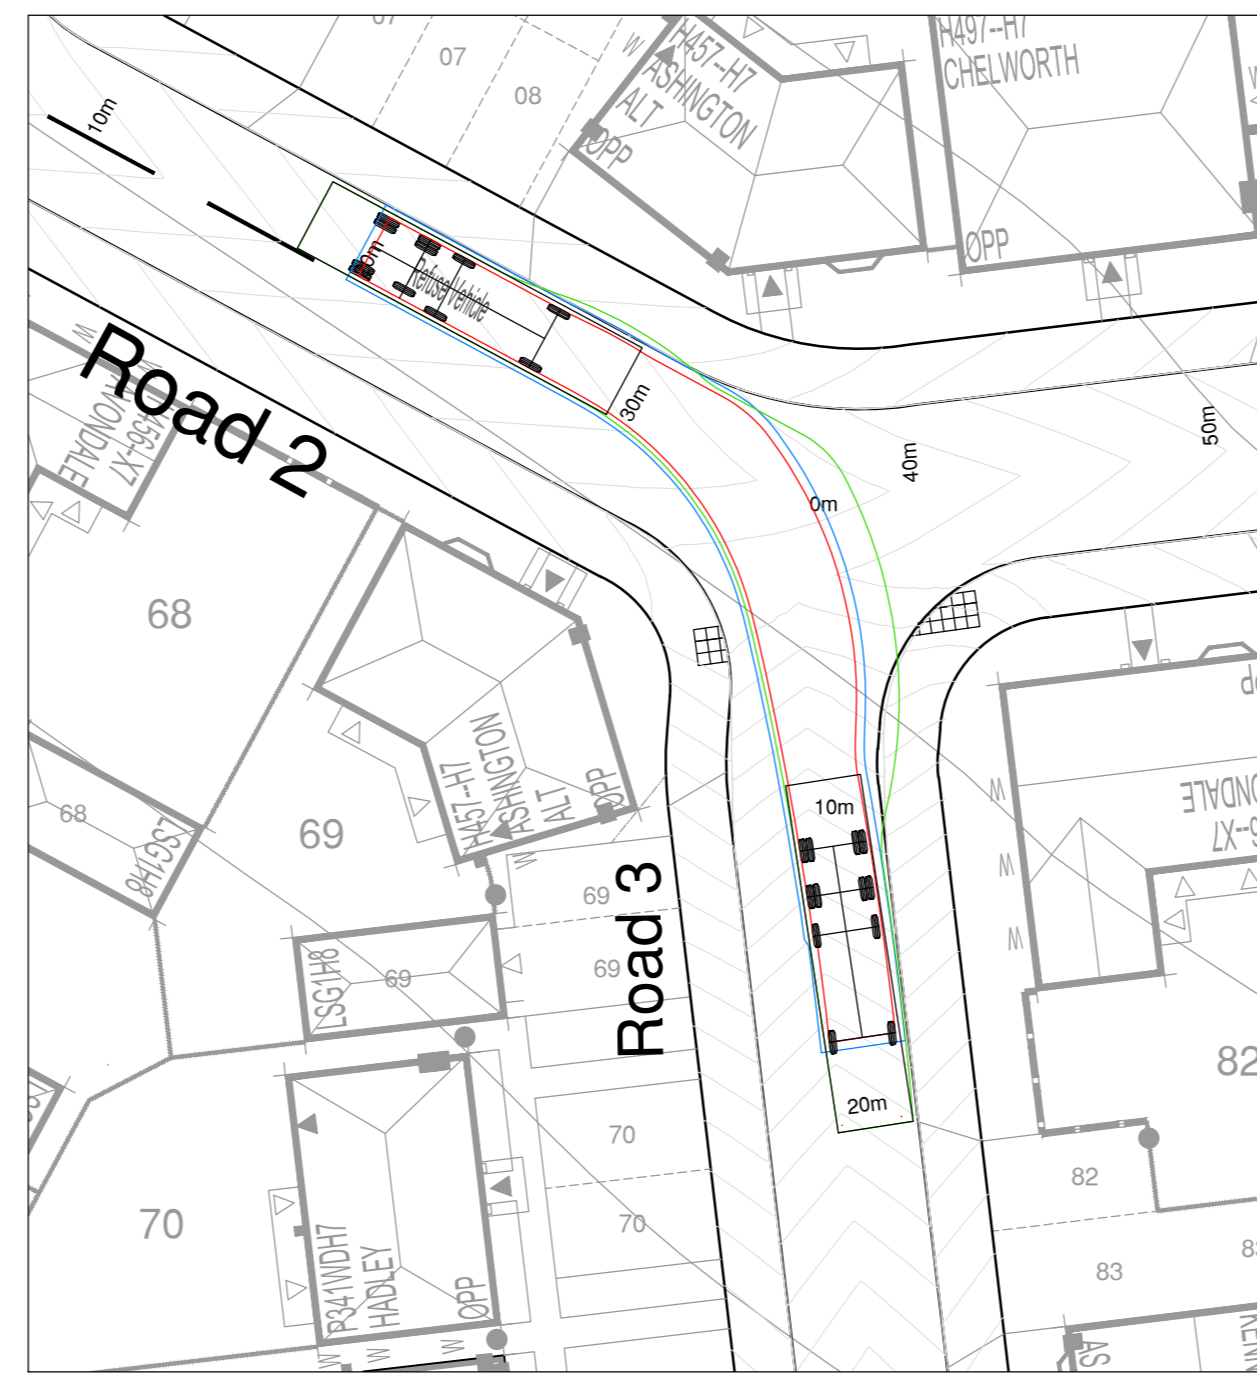 07
07
08
10m
H457--H7
WASHINGTON
ALT
OPP
H497--H7
CHELWORTH
OPP
Refuse Vehicle
30m
40m
50m
0m
Road 2
68
68
LSG1H8
69
H457--H7
ASHINGTON
ALT
OPP
W
69
69
69
LSG1H8
Road 3
10m
20m
W
W
W
82
82
83
70
70
70
P341WDH7
HADLEY
OPP
W
W
W